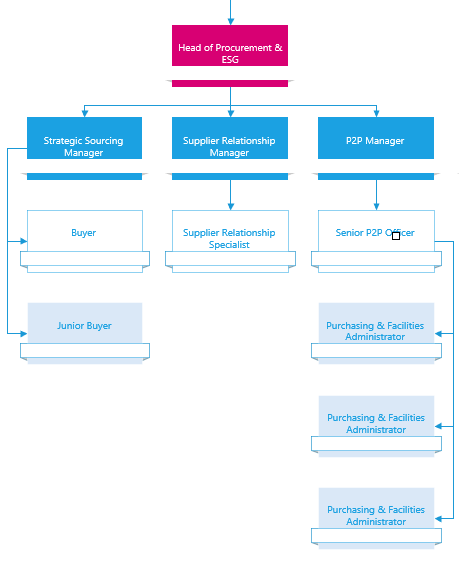 Head of Procurement &
ESG
Strategic Sourcing
Manager
Supplier Relationship
Manager
P2P Manager
Buyer
Supplier Relationship
Specialist
Senior P2P Officer
Junior Buyer
Purchasing & Facilities
Administrator
Purchasing & Facilities
Administrator
Purchasing & Facilities
Administrator